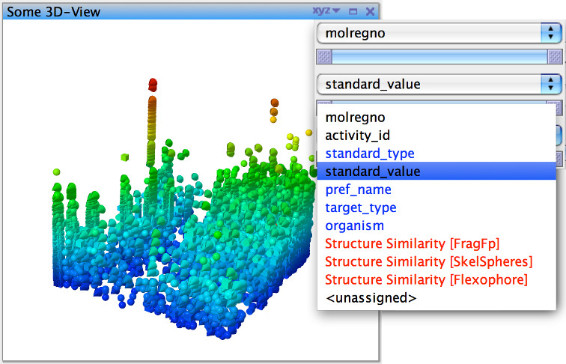 Some 3D-View
xyz
molregno
standard_value
molregno
activity_id
standard_type
standard_value
pref_name
target_type
organism
Structure Similarity [FragFp]
Structure Similarity [SkelSpheres]
Structure Similarity [Flexophore]
<unassigned>